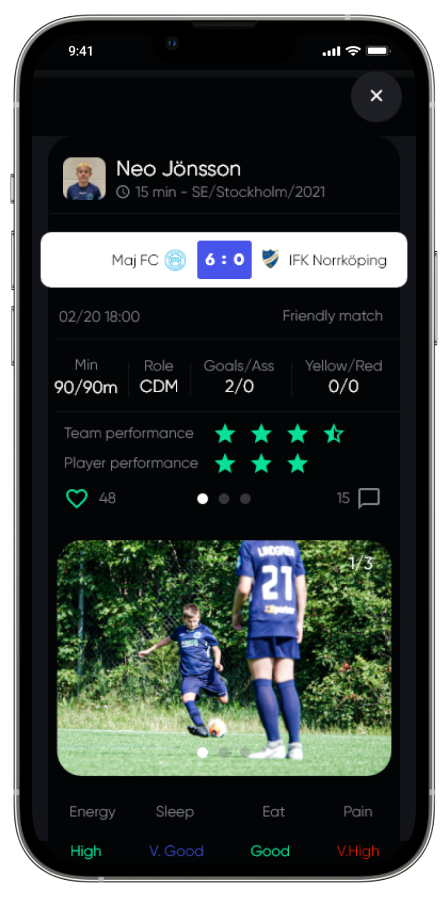 9:41
Neo Jönsson
15 min - SE/Stockholm/2021
Maj FC 6 : 0 IFK Norrköping
02/20 18:00 Friendly match
Min Role Goals/Ass Yellow/Red
90/90m CDM 2/0 0/0
Team performance
Player performance
48 15
1/3
LINDGREN
21
Energy Sleep Eat Pain
High V. Good Good V.High